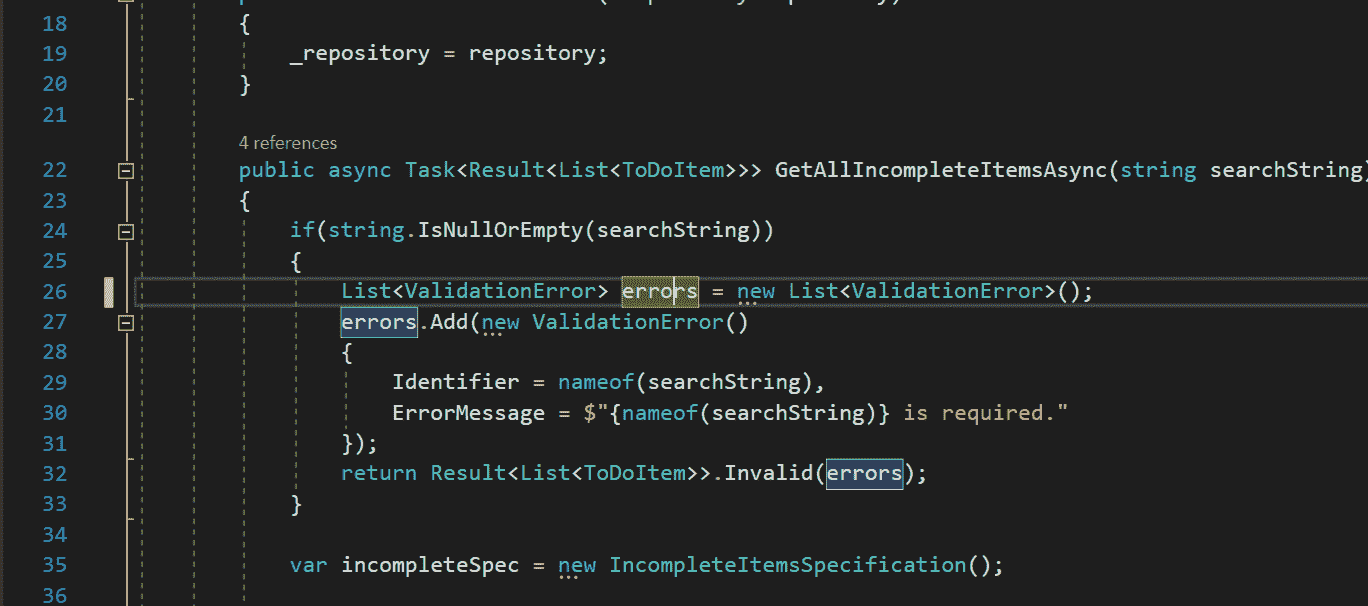 18 {
19 _repository = repository;
20 }
21
4 references
22 public async Task<Result<List<ToDoItem>>> GetAllIncompleteItemsAsync(string searchString)
23 {
24 if(string.IsNullOrEmpty(searchString))
25 {
26 List<ValidationError> errors = new List<ValidationError>();
27 errors.Add(new ValidationError()
28 {
29 Identifier = nameof(searchString),
30 ErrorMessage = $"{nameof(searchString)} is required."
31 });
32 return Result<List<ToDoItem>>.Invalid(errors);
33 }
34
35 var incompleteSpec = new IncompleteItemsSpecification();
36